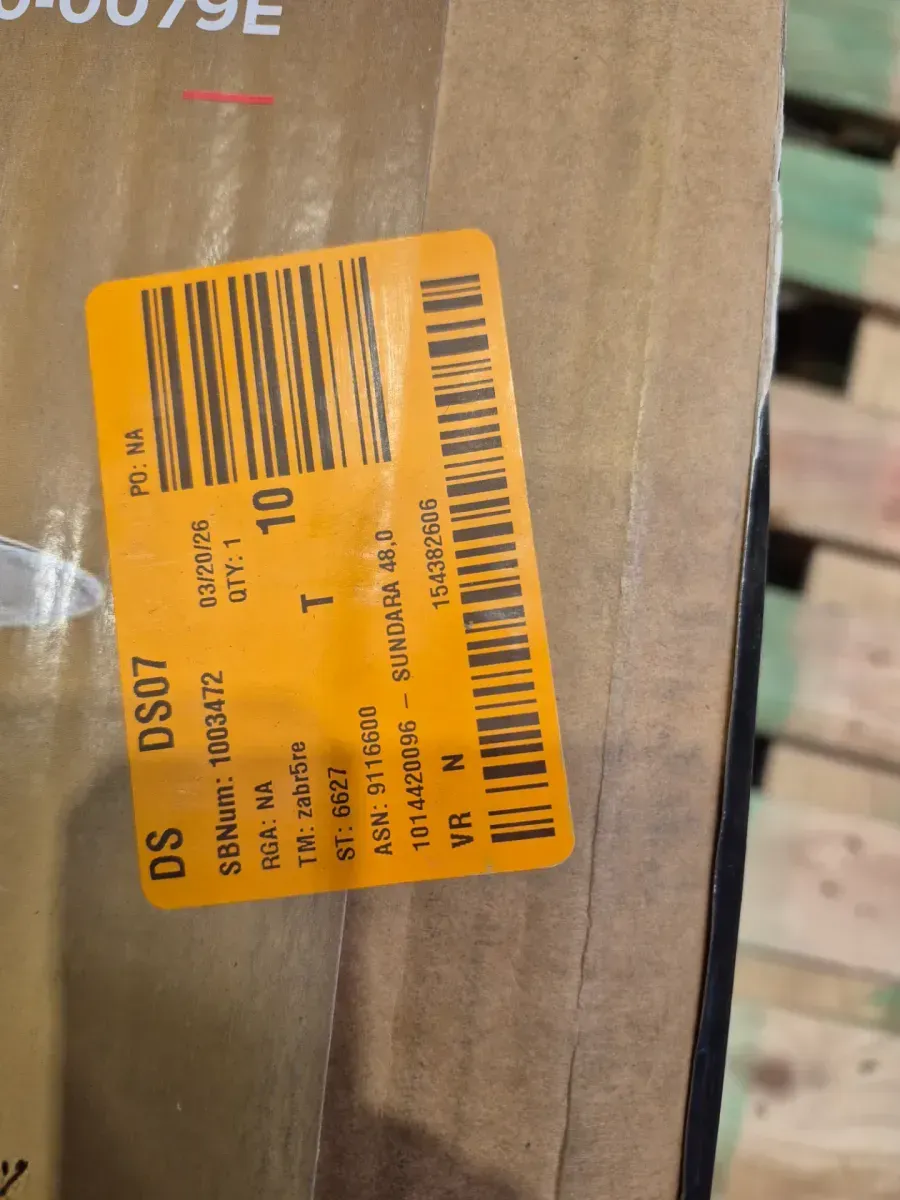 0079E
DS DS07 PO: NA
SBNum: 1003472 03/20/26
RGA: NA QTY: 1
TM: zabr5re 10
ST: 6627 T
ASN: 9116600
1014420096 – SUNDARA 48,0
VR N 154382606